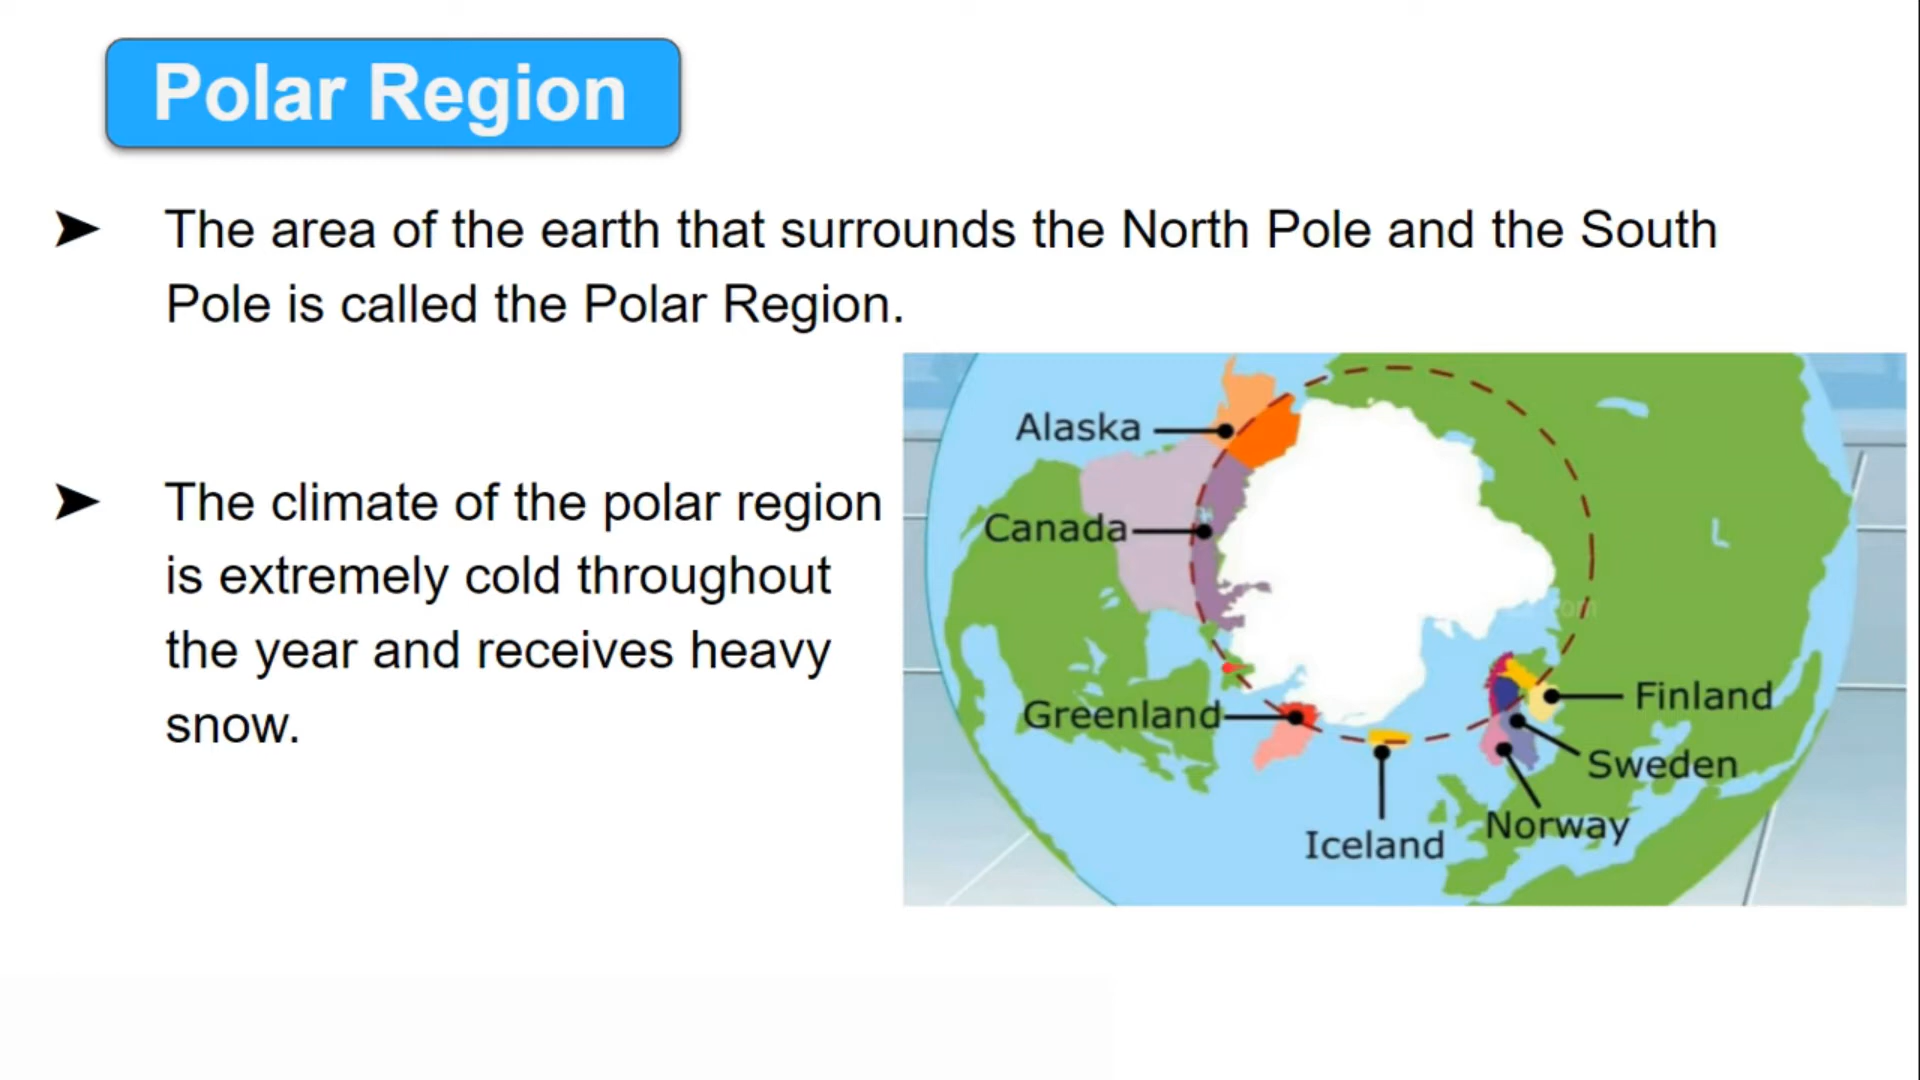 Polar Region
➤ The area of the earth that surrounds the North Pole and the South
Pole is called the Polar Region.
➤ The climate of the polar region
is extremely cold throughout
the year and receives heavy
snow.
Alaska
Canada
Greenland
Iceland
Finland
Sweden
Norway